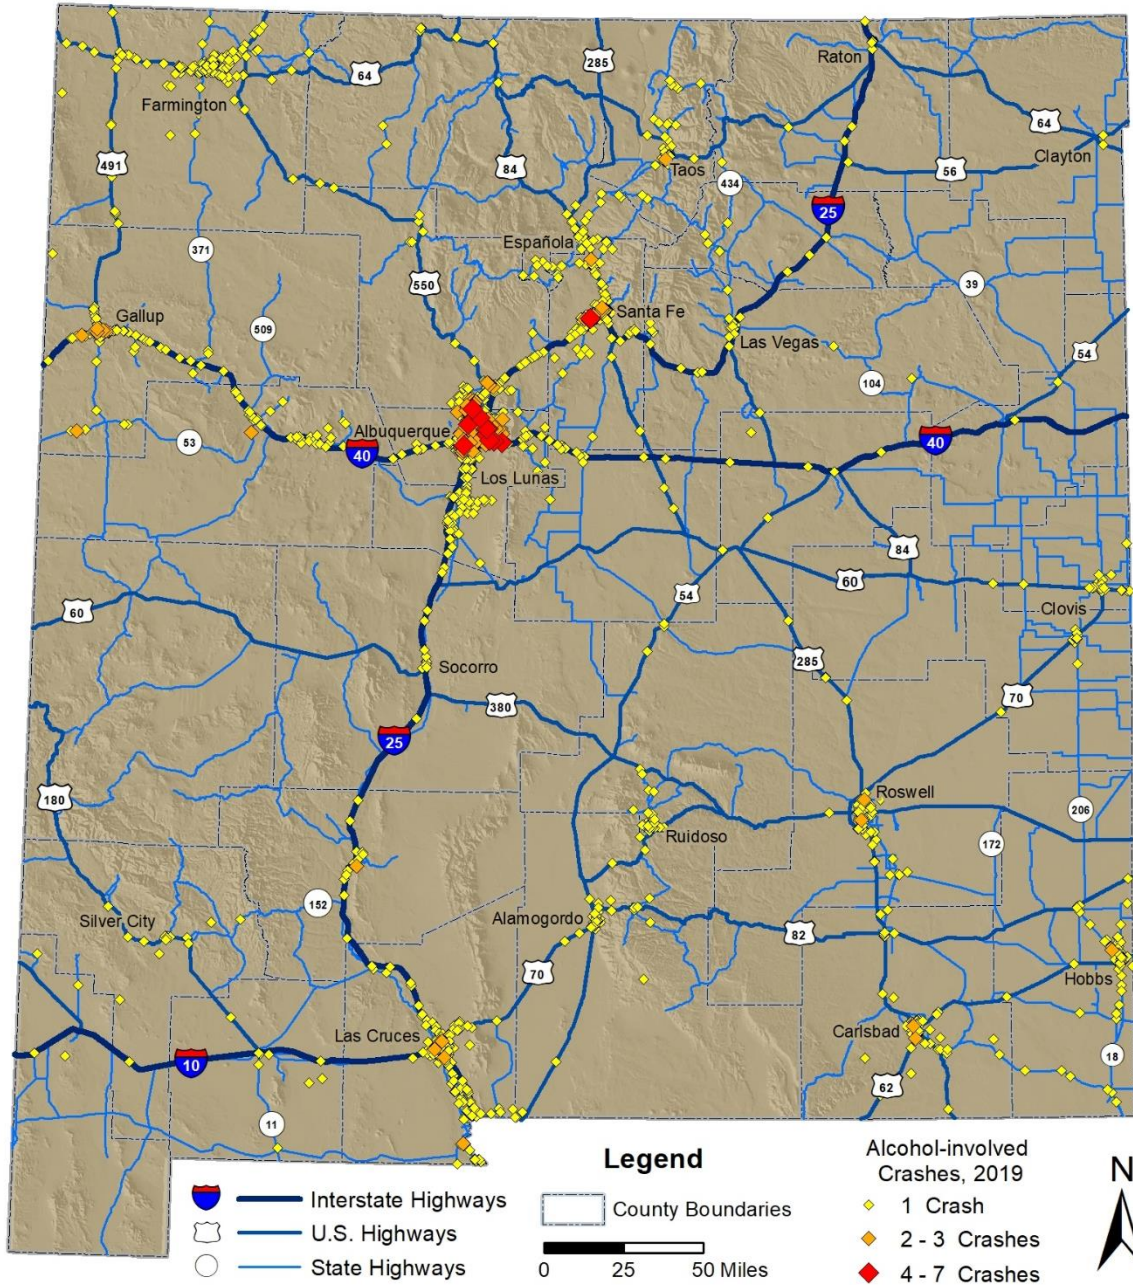 Raton
285
64
Farmington
64
Clayton
491
84
Taos
434
56
25
371
Española
550
39
Gallup
Santa Fe
509
Las Vegas
54
104
Albuquerque
53
40
40
Los Lunas
84
60
54
60
Clovis
Socorro
285
380
70
25
180
Roswell
206
Ruidoso
172
152
Silver City
Alamogordo
82
70
Hobbs
Las Cruces
Carlsbad
10
18
62
11
Legend
Interstate Highways
U.S. Highways
State Highways
County Boundaries
0 25 50 Miles
Alcohol-involved
Crashes, 2019
1 Crash
2 - 3 Crashes
4 - 7 Crashes
N